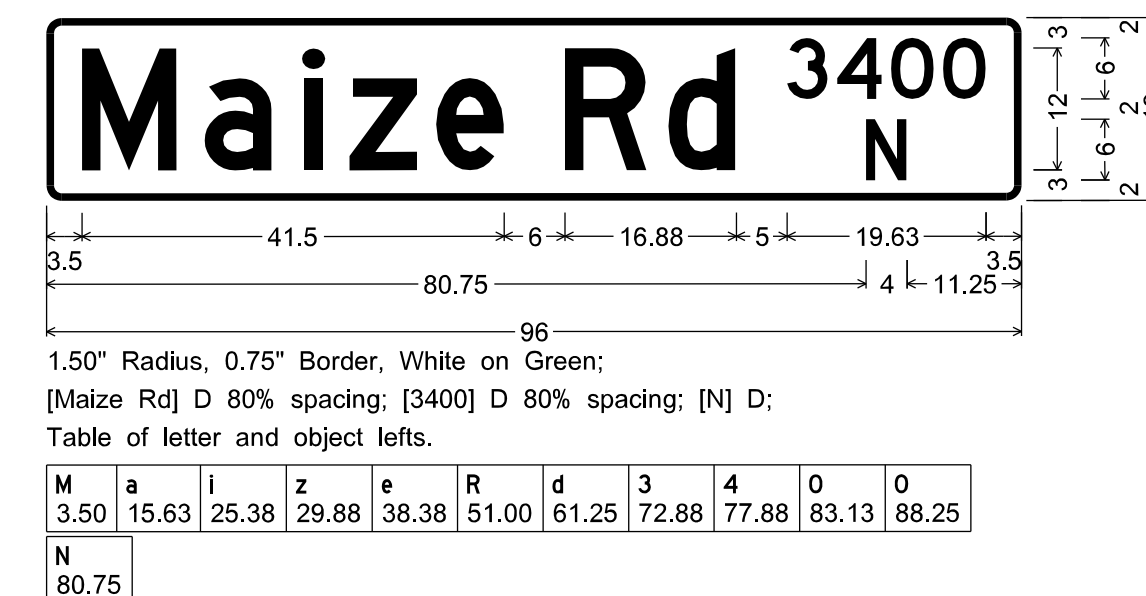 Maize Rd 3400
N
3 12 3
2 6 2 6 2
41.5 6 16.88 5 19.63
3.5 3.5
80.75 4 11.25
96
1.50" Radius, 0.75" Border, White on Green;
[Maize Rd] D 80% spacing; [3400] D 80% spacing; [N] D;
Table of letter and object lefts.
M a i z e R d 3 4 0 0
3.50 15.63 25.38 29.88 38.38 51.00 61.25 72.88 77.88 83.13 88.25
N
80.75